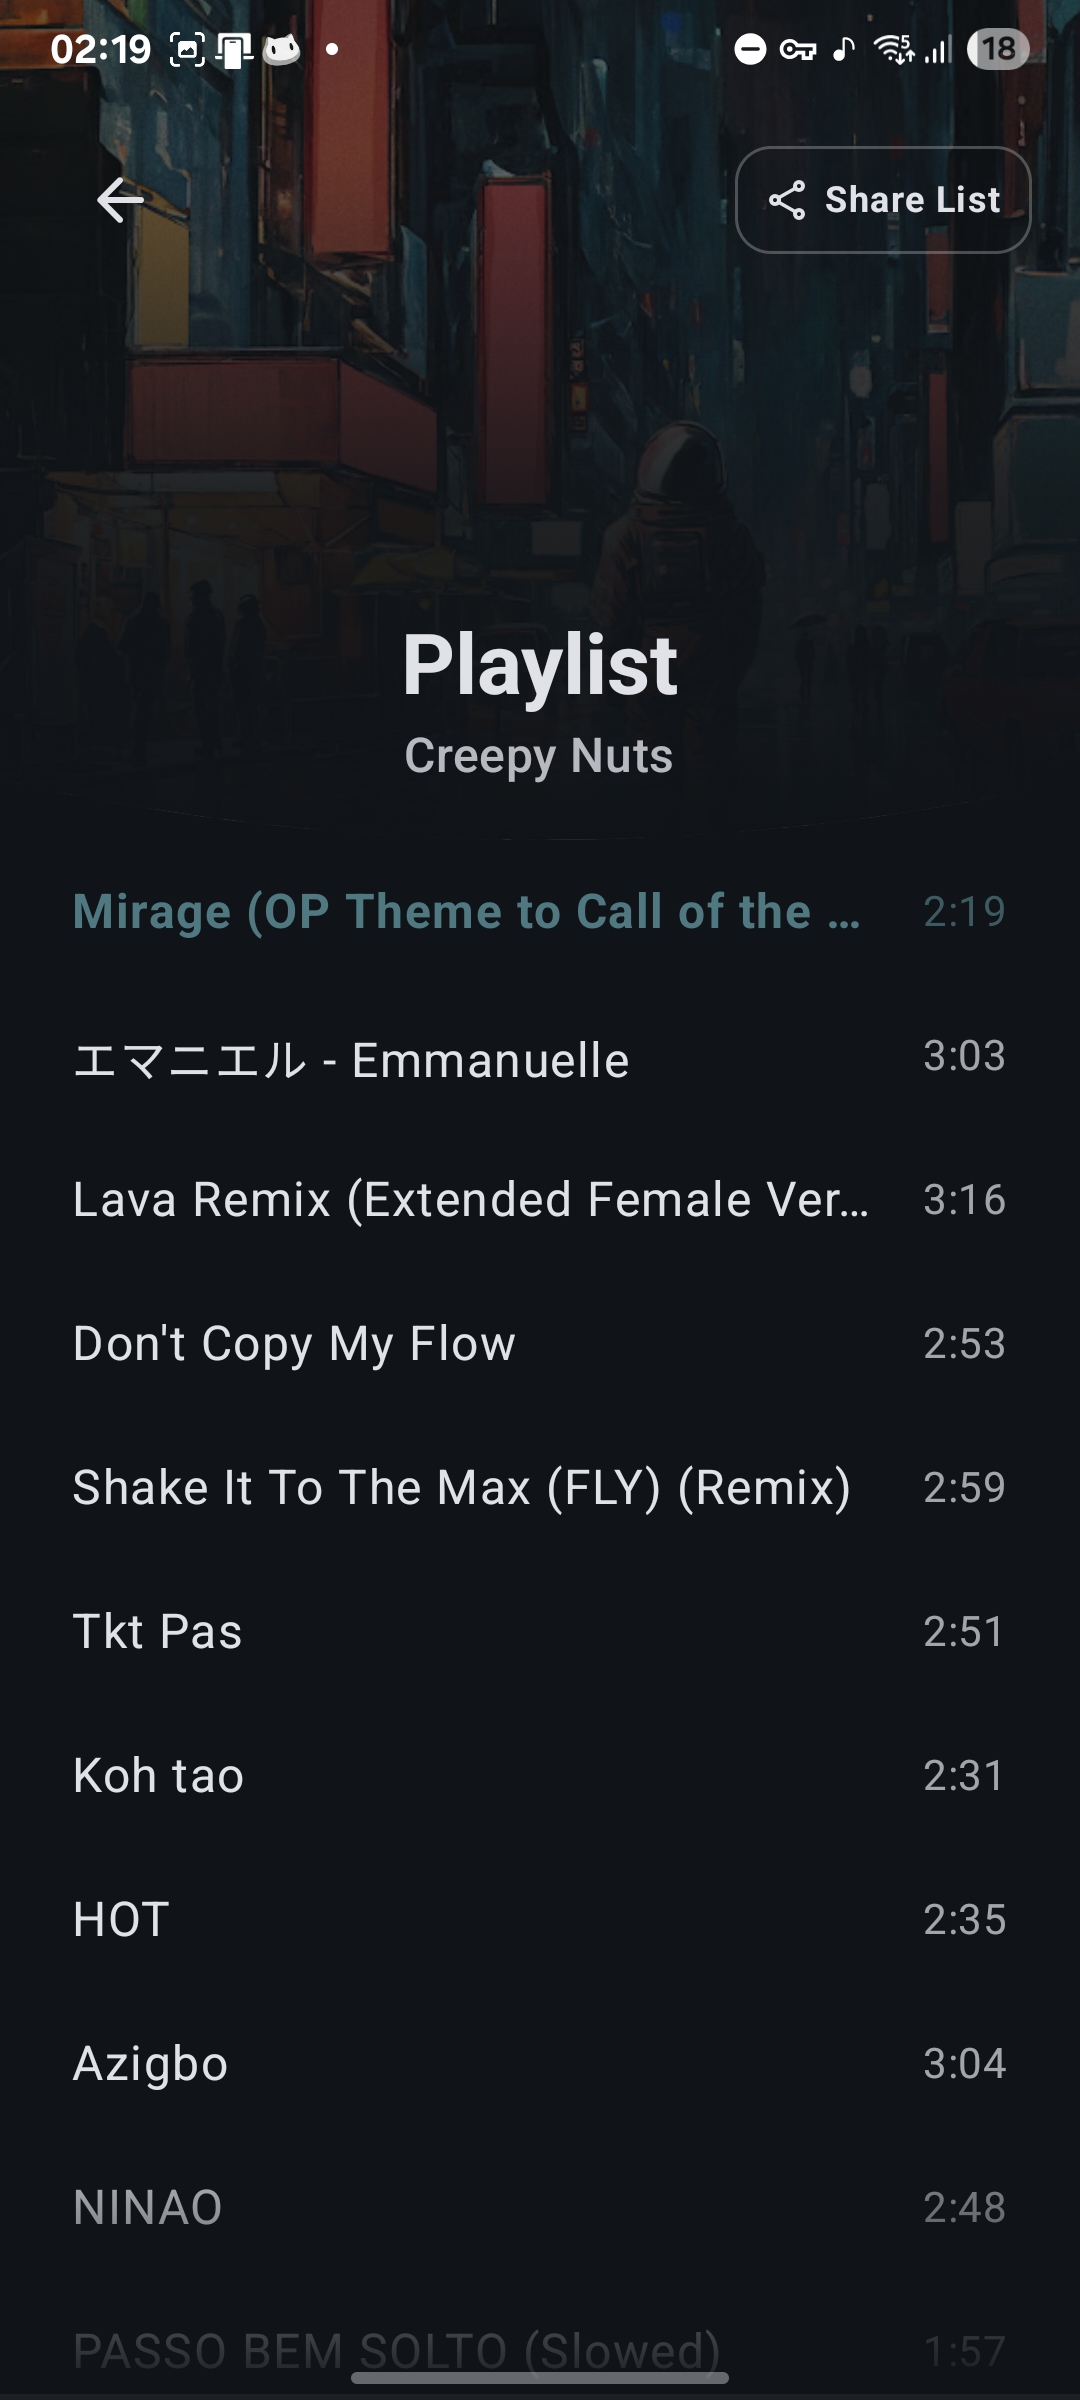 02:19 5 18
Share List
Playlist
Creepy Nuts
Mirage (OP Theme to Call of the … 2:19
エマニエル - Emmanuelle 3:03
Lava Remix (Extended Female Ver… 3:16
Don't Copy My Flow 2:53
Shake It To The Max (FLY) (Remix) 2:59
Tkt Pas 2:51
Koh tao 2:31
HOT 2:35
Azigbo 3:04
NINAO 2:48
PASSO BEM SOLTO (Slowed) 1:57